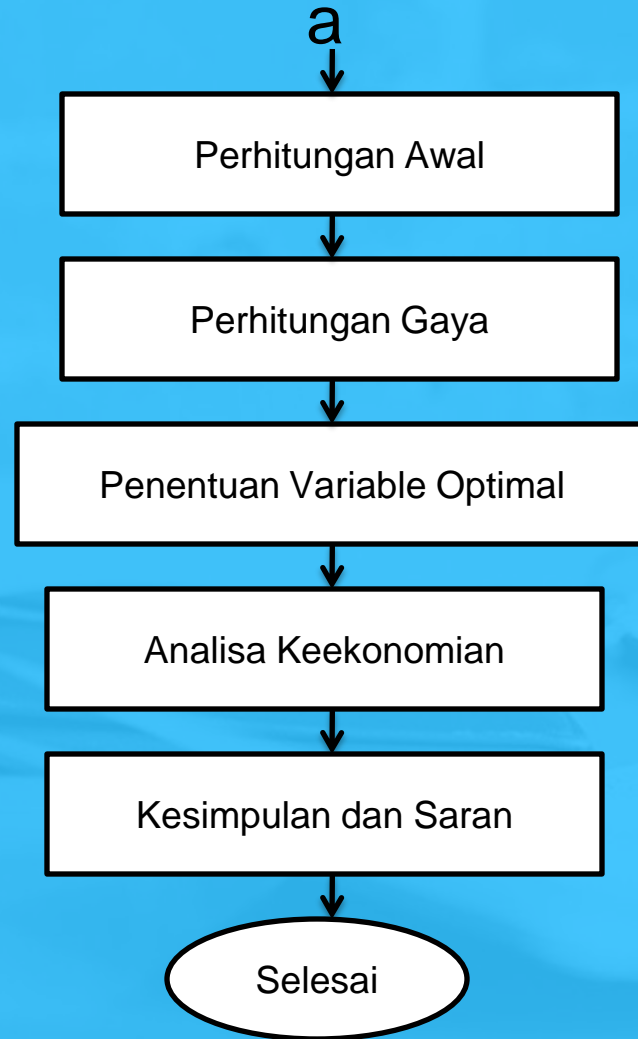 a
Perhitungan Awal
Perhitungan Gaya
Penentuan Variable Optimal
Analisa Keekonomian
Kesimpulan dan Saran
Selesai